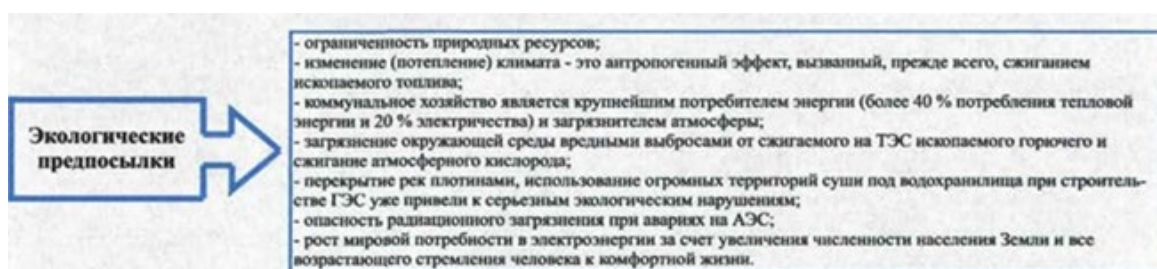 Экологические
предпосылки
- ограниченность природных ресурсов;
- изменение (потепление) климата - это антропогенный эффект, вызванный, прежде всего, сжиганием
ископаемого топлива;
- коммунальное хозяйство является крупнейшим потребителем энергии (более 40 % потребления тепловой
энергии и 20 % электричества) и загрязнителем атмосферы;
- загрязнение окружающей среды вредными выбросами от сжигаемого на ТЭС ископаемого горючего и
сжигание атмосферного кислорода;
- перекрытие рек плотинами, использование огромных территорий суши под водохранилища при строитель-
стве ГЭС уже привели к серьезным экологическим нарушениям;
- опасность радиационного загрязнения при авариях на АЭС;
- рост мировой потребности в электроэнергии за счет увеличения численности населения Земли и все
возрастающего стремления человека к комфортной жизни.